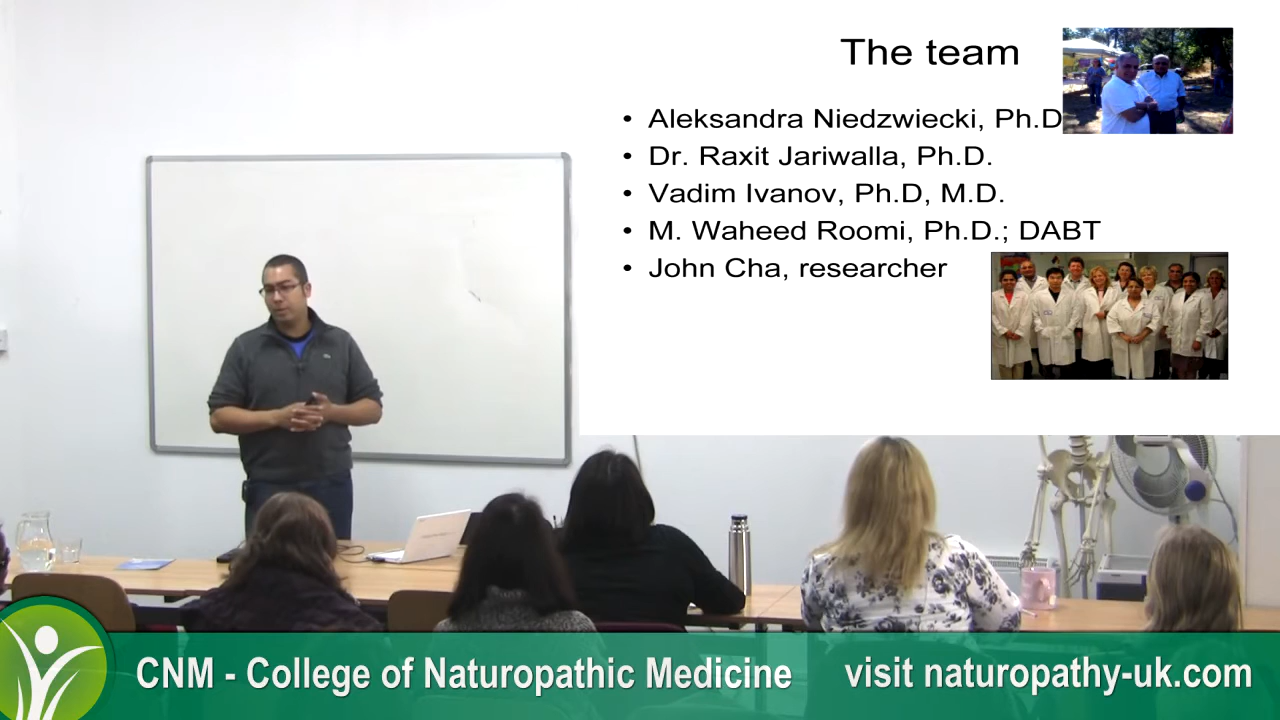 The team
• Aleksandra Niedzwiecki, Ph.D
• Dr. Raxit Jariwalla, Ph.D.
• Vadim Ivanov, Ph.D, M.D.
• M. Waheed Roomi, Ph.D.; DABT
• John Cha, researcher
CNM - College of Naturopathic Medicine visit naturopathy-uk.com